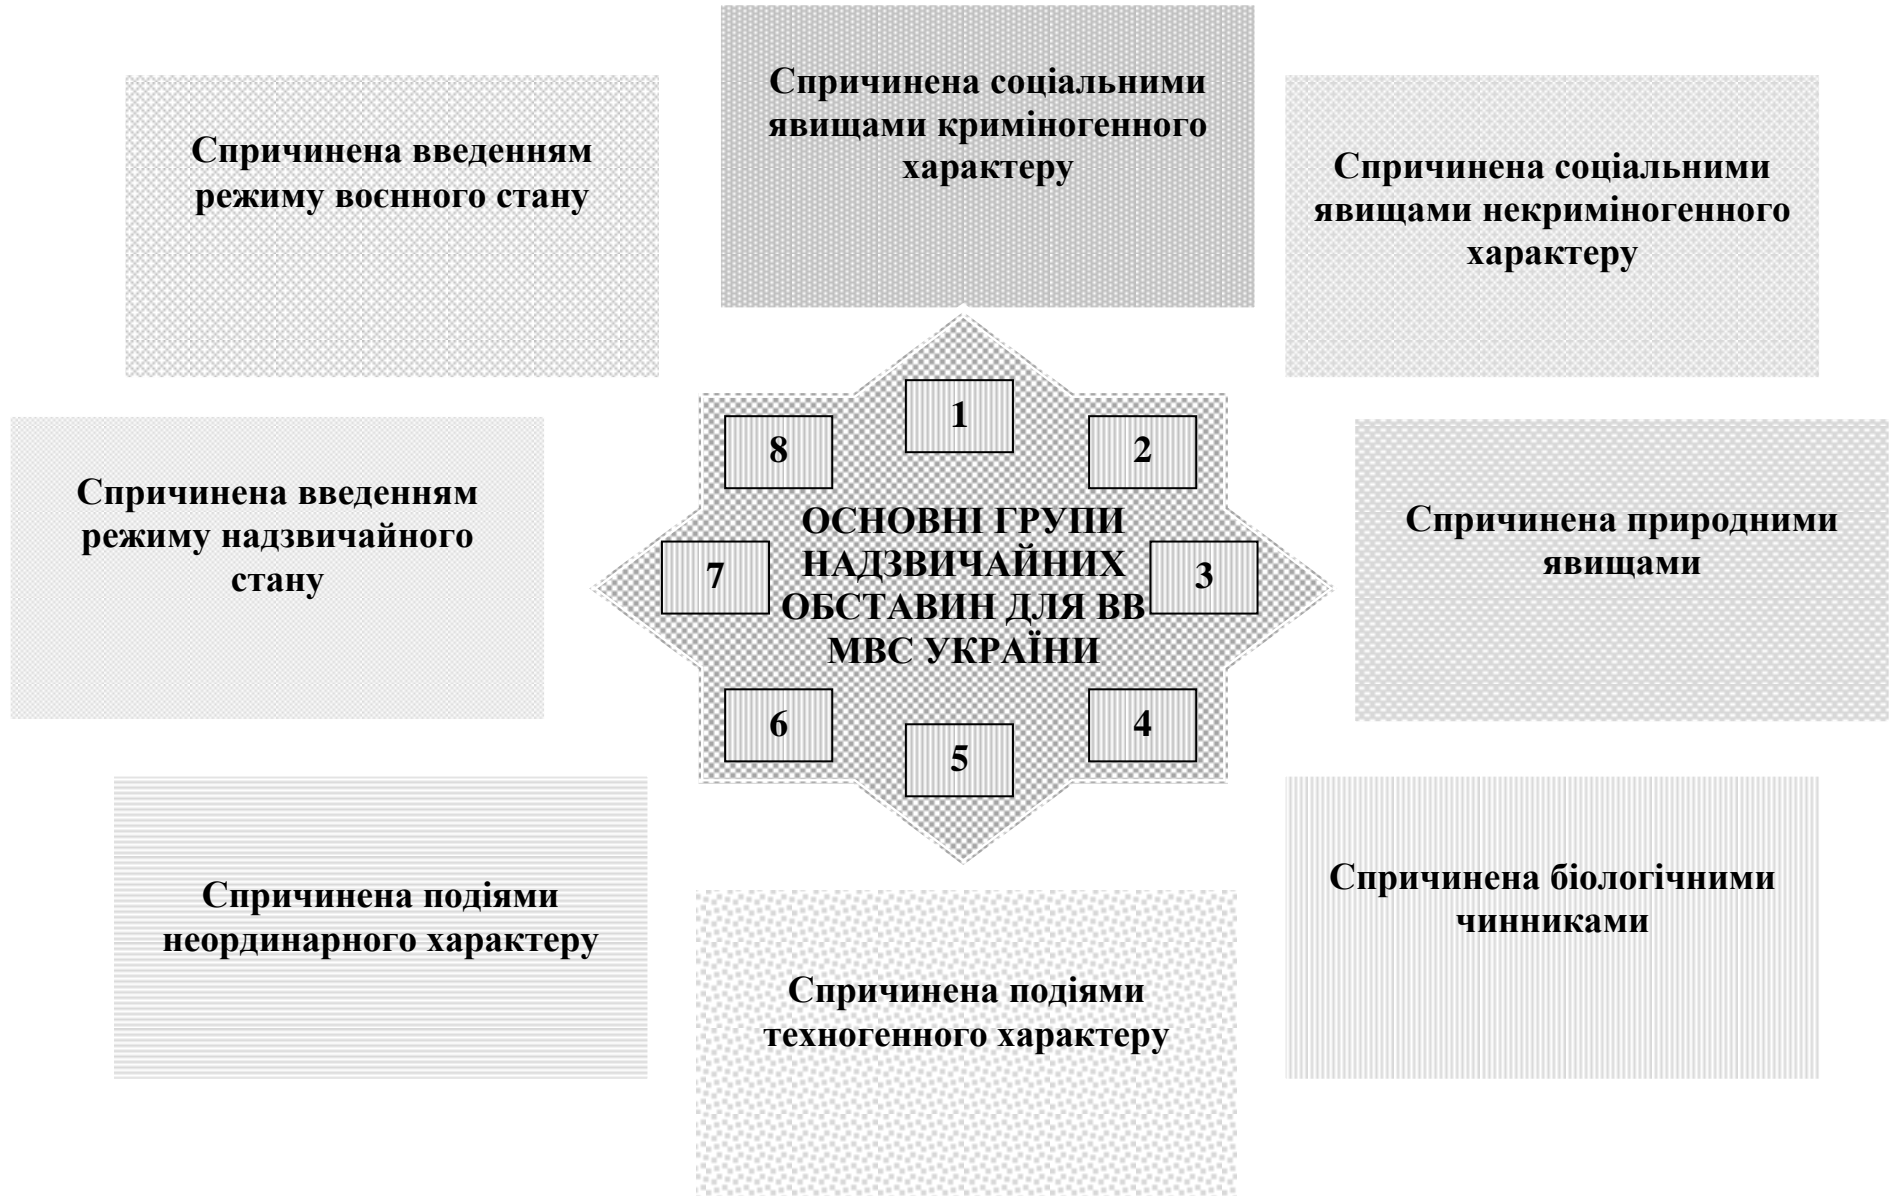 Спричинена соціальними
явищами криміногенного
характеру
Спричинена введенням
режиму воєнного стану
Спричинена соціальними
явищами некриміногенного
характеру
1
8
2
Спричинена введенням
режиму надзвичайного
стану
ОСНОВНІ ГРУПИ
НАДЗВИЧАЙНИХ
ОБСТАВИН ДЛЯ ВВ
МВС УКРАЇНИ
7
3
Спричинена природними
явищами
6
4
5
Спричинена подіями
неординарного характеру
Спричинена біологічними
чинниками
Спричинена подіями
техногенного характеру